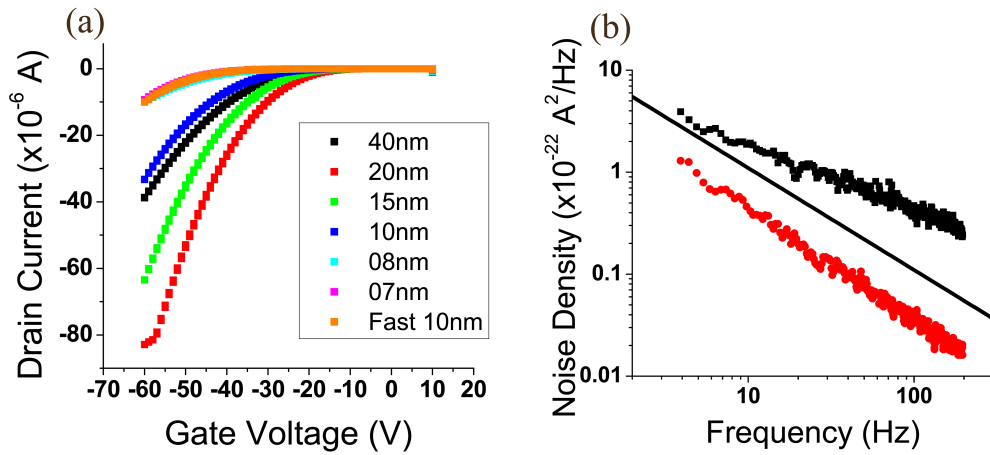 (a)
Drain Current (x10⁻⁶ A)
0
-20
-40
-60
-80
40nm
20nm
15nm
10nm
08nm
07nm
Fast 10nm
-70 -60 -50 -40 -30 -20 -10 0 10 20
Gate Voltage (V)
(b)
Noise Density (x10⁻²² A²/Hz)
10
1
0.1
0.01
10 100
Frequency (Hz)